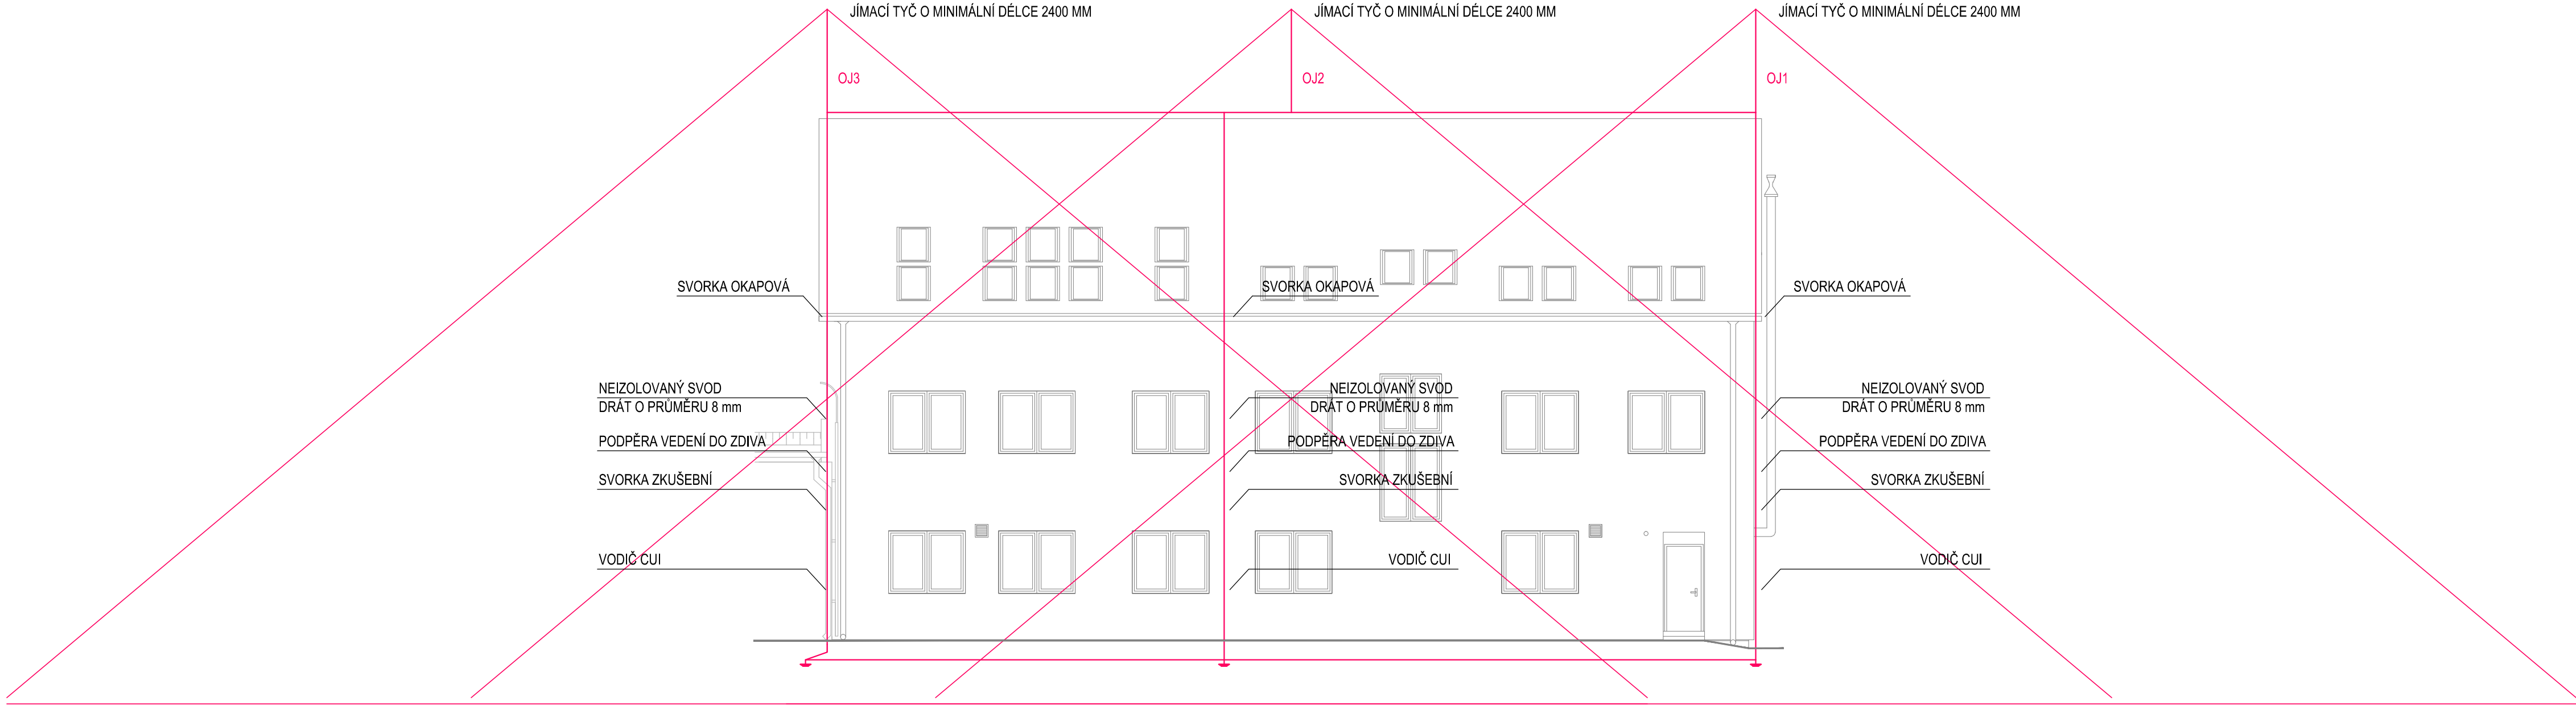 JÍMACÍ TYČ O MINIMÁLNÍ DÉLCE 2400 MM
JÍMACÍ TYČ O MINIMÁLNÍ DÉLCE 2400 MM
JÍMACÍ TYČ O MINIMÁLNÍ DÉLCE 2400 MM
OJ3
OJ2
OJ1
SVORKA OKAPOVÁ
SVORKA OKAPOVÁ
SVORKA OKAPOVÁ
NEIZOLOVANÝ SVOD
DRÁT O PRŮMĚRU 8 mm
PODPĚRA VEDENÍ DO ZDIVA
SVORKA ZKUŠEBNÍ
VODIČ CUI
NEIZOLOVANÝ SVOD
DRÁT O PRŮMĚRU 8 mm
PODPĚRA VEDENÍ DO ZDIVA
SVORKA ZKUŠEBNÍ
VODIČ CUI
NEIZOLOVANÝ SVOD
DRÁT O PRŮMĚRU 8 mm
PODPĚRA VEDENÍ DO ZDIVA
SVORKA ZKUŠEBNÍ
VODIČ CUI